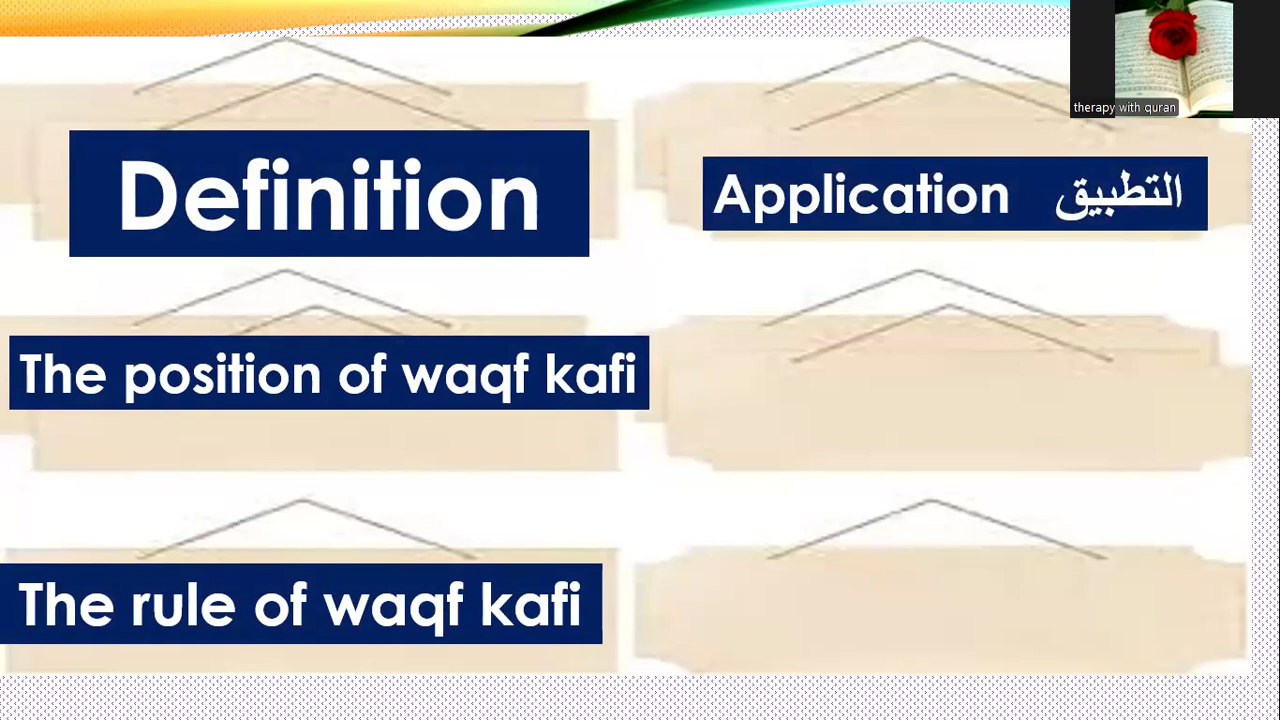 Definition
Application التطبيق
The position of waqf kafi
The rule of waqf kafi
therapy with quran